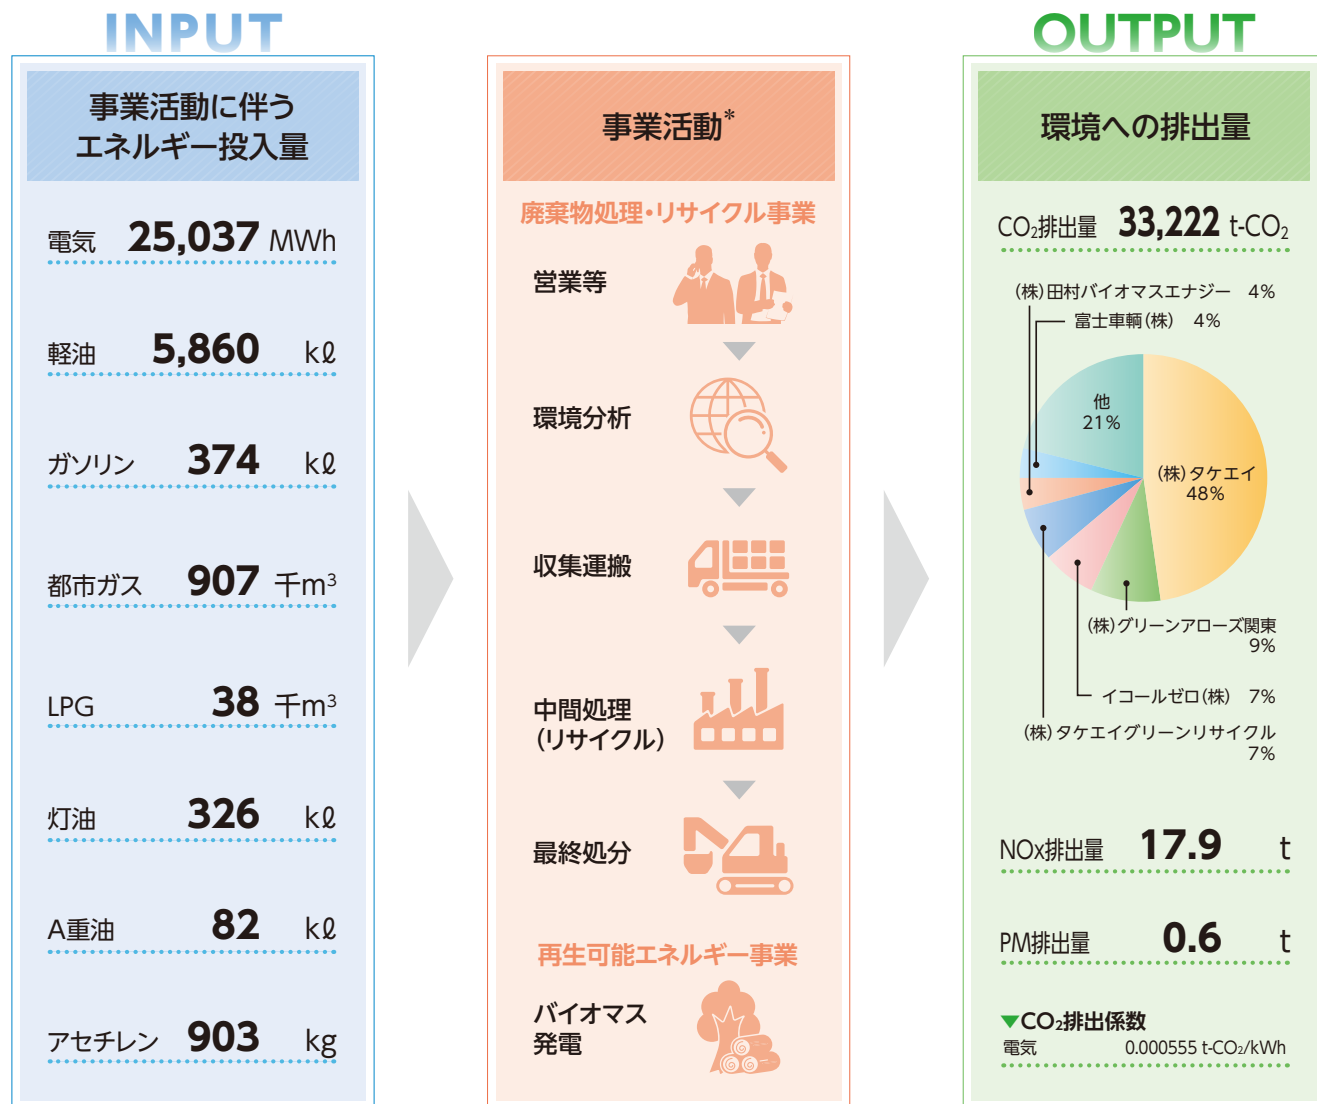 INPUT
事業活動に伴う
エネルギー投入量
電気 25,037 MWh
軽油 5,860 kℓ
ガソリン 374 kℓ
都市ガス 907 千m³
LPG 38 千m³
灯油 326 kℓ
A重油 82 kℓ
アセチレン 903 kg
事業活動*
廃棄物処理・リサイクル事業
営業等
環境分析
収集運搬
中間処理
(リサイクル)
最終処分
再生可能エネルギー事業
バイオマス
発電
OUTPUT
環境への排出量
CO₂排出量 33,222 t-CO₂
(株)田村バイオマスエナジー 4%
富士車輌(株) 4%
他
21%
(株)タケエイ
48%
(株)グリーンアローズ関東
9%
イコールゼロ(株) 7%
(株)タケエイグリーンリサイクル
7%
NOx排出量 17.9 t
PM排出量 0.6 t
▼CO₂排出係数
電気 0.000555 t-CO₂/kWh